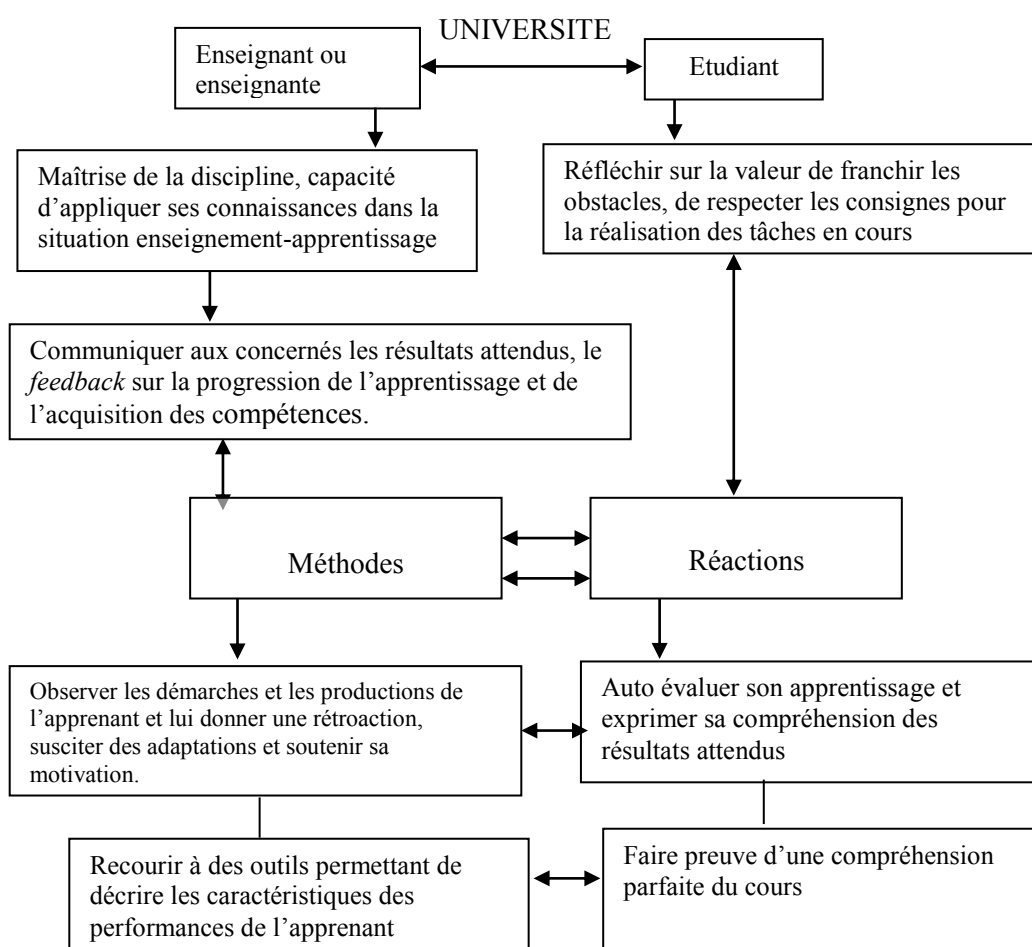 UNIVERSITE
Enseignant ou
enseignante
Etudiant
Maîtrise de la discipline, capacité
d’appliquer ses connaissances dans la
situation enseignement-apprentissage
Réfléchir sur la valeur de franchir les
obstacles, de respecter les consignes pour
la réalisation des tâches en cours
Communiquer aux concernés les résultats attendus, le
feedback sur la progression de l’apprentissage et de
l’acquisition des compétences.
Méthodes
Réactions
Observer les démarches et les productions de
l’apprenant et lui donner une rétroaction,
susciter des adaptations et soutenir sa
motivation.
Auto évaluer son apprentissage et
exprimer sa compréhension des
résultats attendus
Recourir à des outils permettant de
décrire les caractéristiques des
performances de l’apprenant
Faire preuve d’une compréhension
parfaite du cours